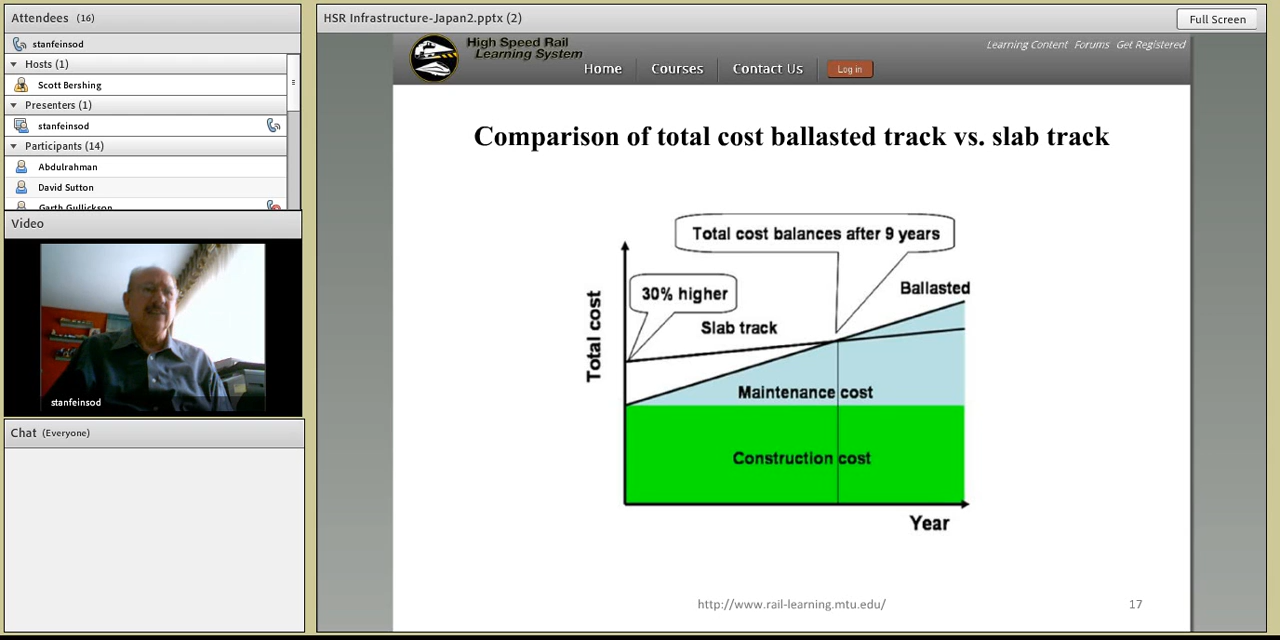 Attendees (16)
stanfeinsod
Hosts (1)
Scott Bershing
Presenters (1)
stanfeinsod
Participants (14)
Abdulrahman
David Sutton
Garth Gullickson
Video
stanfeinsod
Chat (Everyone)
HSR Infrastructure-Japan2.pptx (2)
Full Screen
High Speed Rail
Learning System
Learning Content Forums Get Registered
Home Courses Contact Us Log in
Comparison of total cost ballasted track vs. slab track
Total cost balances after 9 years
30% higher
Ballasted
Slab track
Total cost
Maintenance cost
Construction cost
Year
http://www.rail-learning.mtu.edu/
17